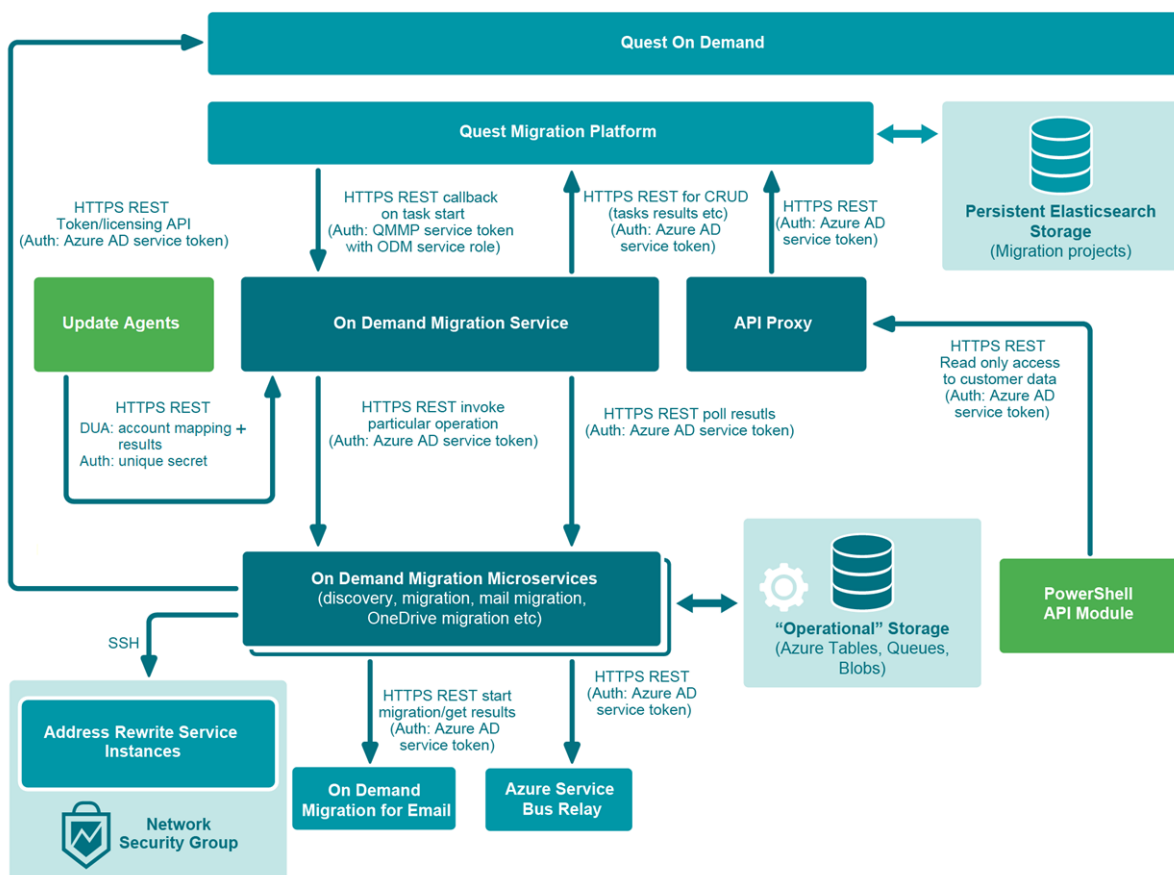 Quest On Demand
Quest Migration Platform
Persistent Elasticsearch
Storage
(Migration projects)
HTTPS REST
Token/licensing API
(Auth: Azure AD service token)
HTTPS REST callback
on task start
(Auth: QMMP service token
with ODM service role)
HTTPS REST for CRUD
(tasks results etc)
(Auth: Azure AD
service token)
HTTPS REST
(Auth: Azure AD
service token)
Update Agents
On Demand Migration Service
API Proxy
HTTPS REST
Read only access
to customer data
(Auth: Azure AD
service token)
HTTPS REST
DUA: account mapping +
results
Auth: unique secret
HTTPS REST invoke
particular operation
(Auth: Azure AD service token)
HTTPS REST poll resutls
(Auth: Azure AD service token)
On Demand Migration Microservices
(discovery, migration, mail migration,
OneDrive migration etc)
"Operational" Storage
(Azure Tables, Queues,
Blobs)
PowerShell
API Module
SSH
HTTPS REST start
migration/get results
(Auth: Azure AD
service token)
HTTPS REST
(Auth: Azure AD
service token)
Address Rewrite Service
Instances
Network
Security Group
On Demand
Migration for Email
Azure Service
Bus Relay